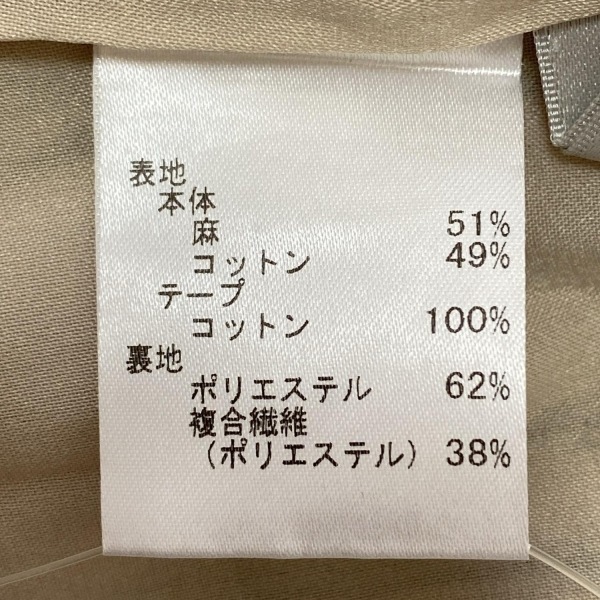 表地
本体
麻 51%
コットン 49%
テープ
コットン 100%
裏地
ポリエステル 62%
複合繊維
（ポリエステル） 38%